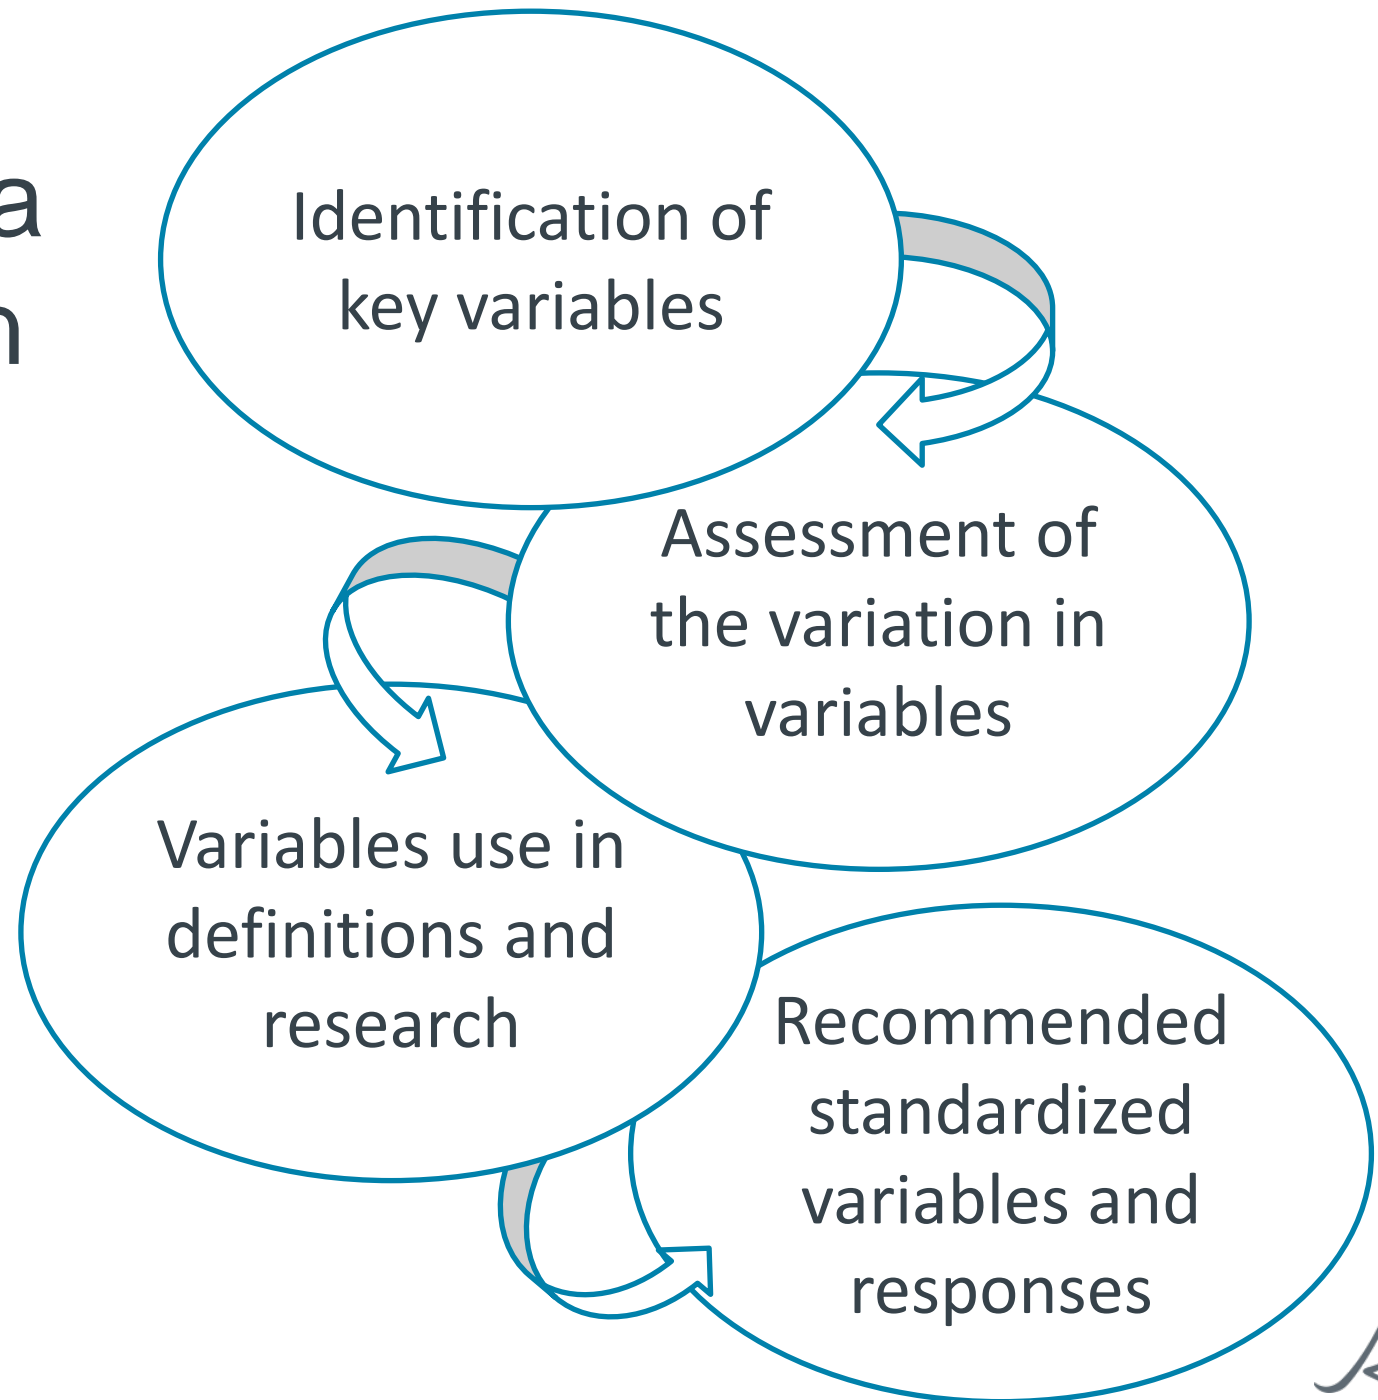 a
n
Identification of
key variables
Assessment of
the variation in
variables
Variables use in
definitions and
research
Recommended
standardized
variables and
responses